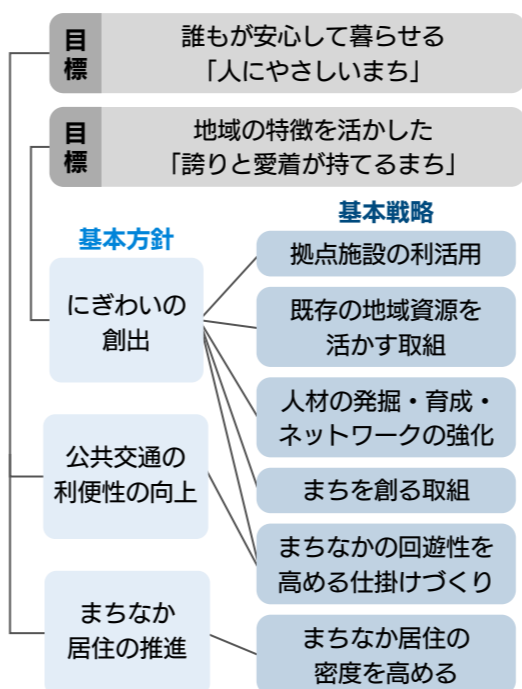 目標
誰もが安心して暮らせる
「人にやさしいまち」
目標
地域の特徴を活かした
「誇りと愛着が持てるまち」
基本方針
にぎわいの
創出
公共交通の
利便性の向上
まちなか
居住の推進
基本戦略
拠点施設の利活用
既存の地域資源を
活かす取組
人材の発掘・育成・
ネットワークの強化
まちを創る取組
まちなかの回遊性を
高める仕掛けづくり
まちなか居住の
密度を高める